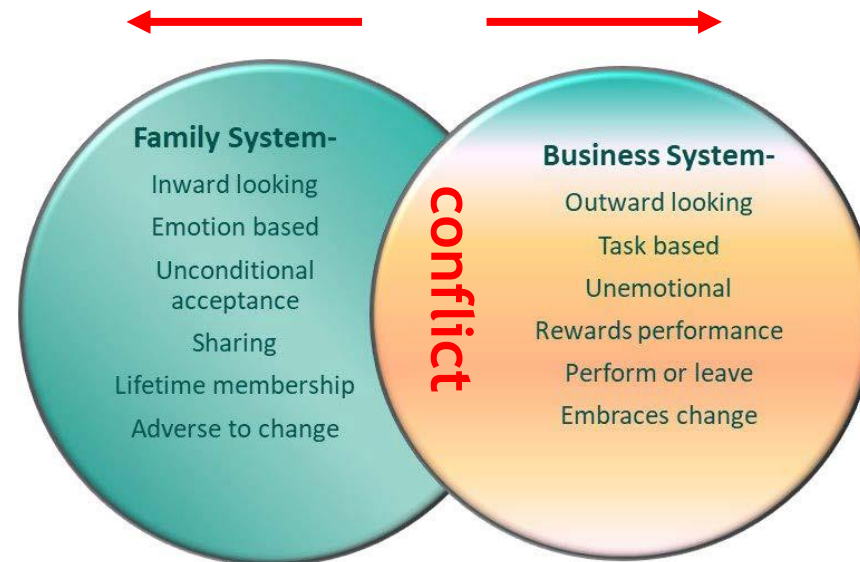 Family System-
Inward looking
Emotion based
Unconditional
acceptance
Sharing
Lifetime membership
Adverse to change
conflict
Business System-
Outward looking
Task based
Unemotional
Rewards performance
Perform or leave
Embraces change